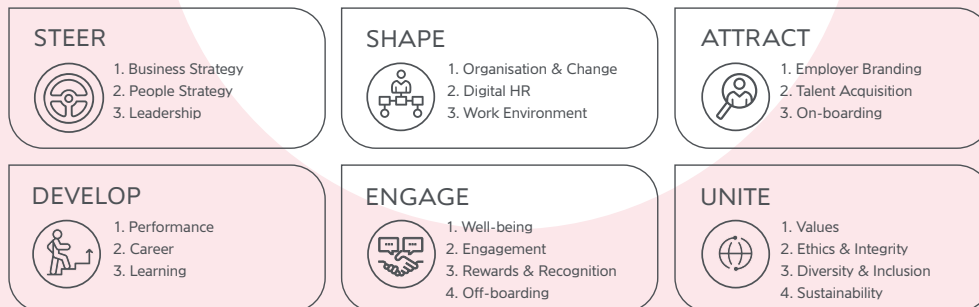 STEER
1. Business Strategy
2. People Strategy
3. Leadership
SHAPE
1. Organisation & Change
2. Digital HR
3. Work Environment
ATTRACT
1. Employer Branding
2. Talent Acquisition
3. On-boarding
DEVELOP
1. Performance
2. Career
3. Learning
ENGAGE
1. Well-being
2. Engagement
3. Rewards & Recognition
4. Off-boarding
UNITE
1. Values
2. Ethics & Integrity
3. Diversity & Inclusion
4. Sustainability